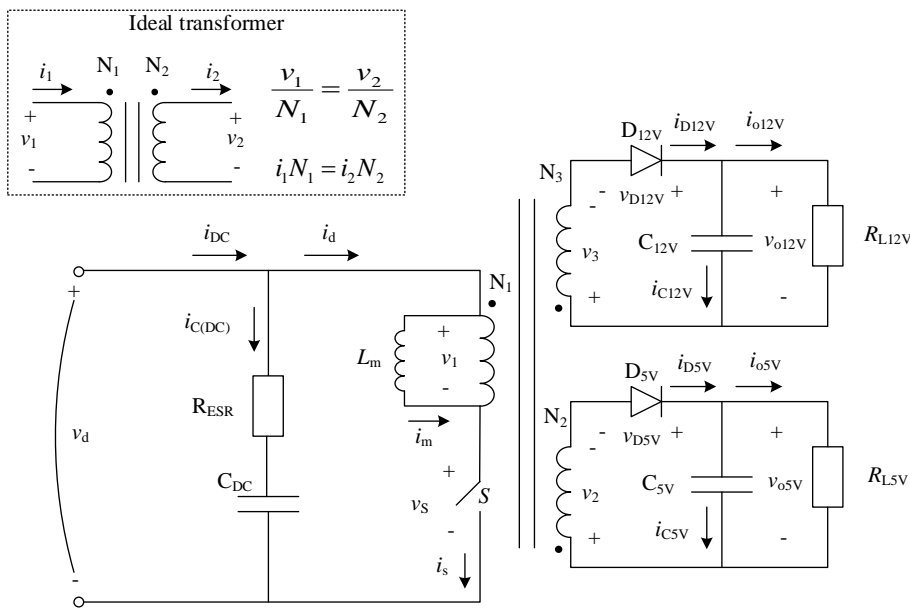 Ideal transformer
i1 N1 N2 i2
+ v1 - + v2 -
v1/N1 = v2/N2
i1N1 = i2N2
iDC id
+ vd -
iC(DC)
RESR
CDC
N1
Lm + v1 -
im
+ vS - S
is
D12V iD12V io12V
N3
- vD12V +
- v3 +
C12V
iC12V
+ vo12V -
RL12V
D5V iD5V io5V
N2
- vD5V +
- v2 +
C5V
iC5V
+ vo5V -
RL5V